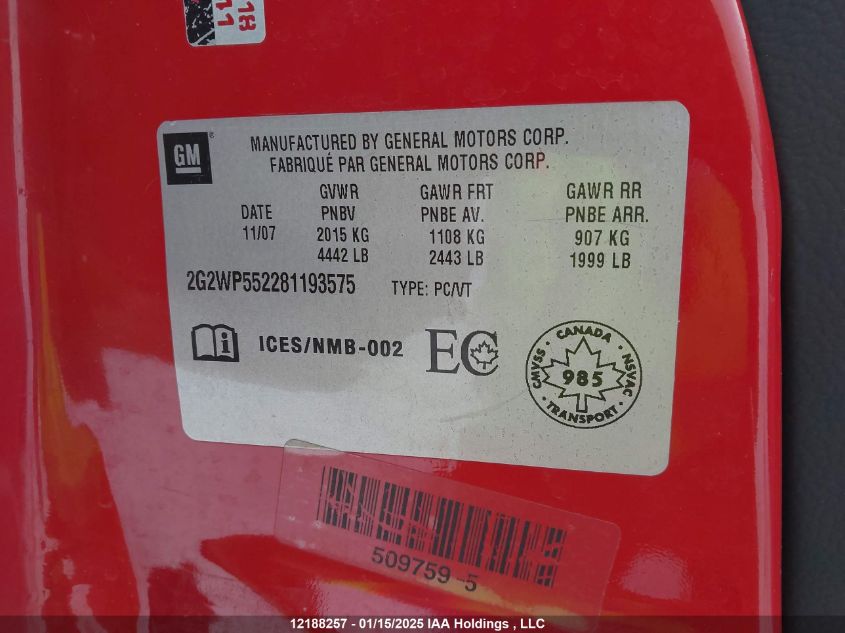 18
11
GM
MANUFACTURED BY GENERAL MOTORS CORP.
FABRIQUÉ PAR GENERAL MOTORS CORP.
GVWR GAWR FRT GAWR RR
DATE PNBV PNBE AV. PNBE ARR.
11/07 2015 KG 1108 KG 907 KG
4442 LB 2443 LB 1999 LB
2G2WP552281193575 TYPE: PC/VT
i ICES/NMB-002 EC
CANADA
CMVSS 985 NSVAC
TRANSPORT
509759-5
12188257 - 01/15/2025 IAA Holdings , LLC